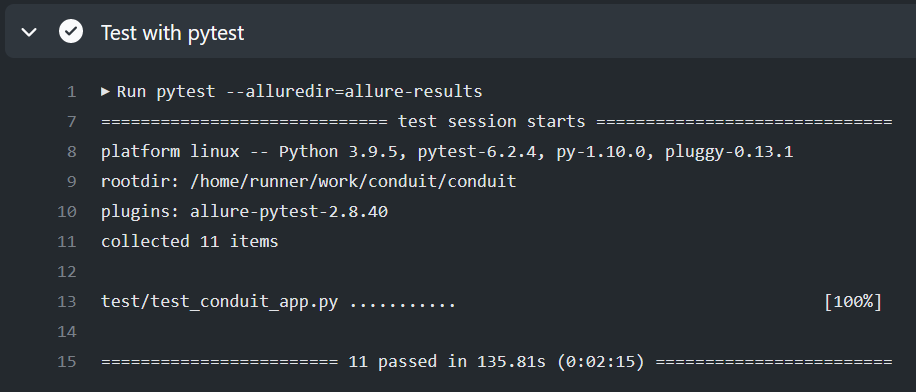 Test with pytest
1 ▶ Run pytest --alluredir=allure-results
7 ============================= test session starts ==============================
8 platform linux -- Python 3.9.5, pytest-6.2.4, py-1.10.0, pluggy-0.13.1
9 rootdir: /home/runner/work/conduit/conduit
10 plugins: allure-pytest-2.8.40
11 collected 11 items
12
13 test/test_conduit_app.py ........... [100%]
14
15 ======================== 11 passed in 135.81s (0:02:15) ========================